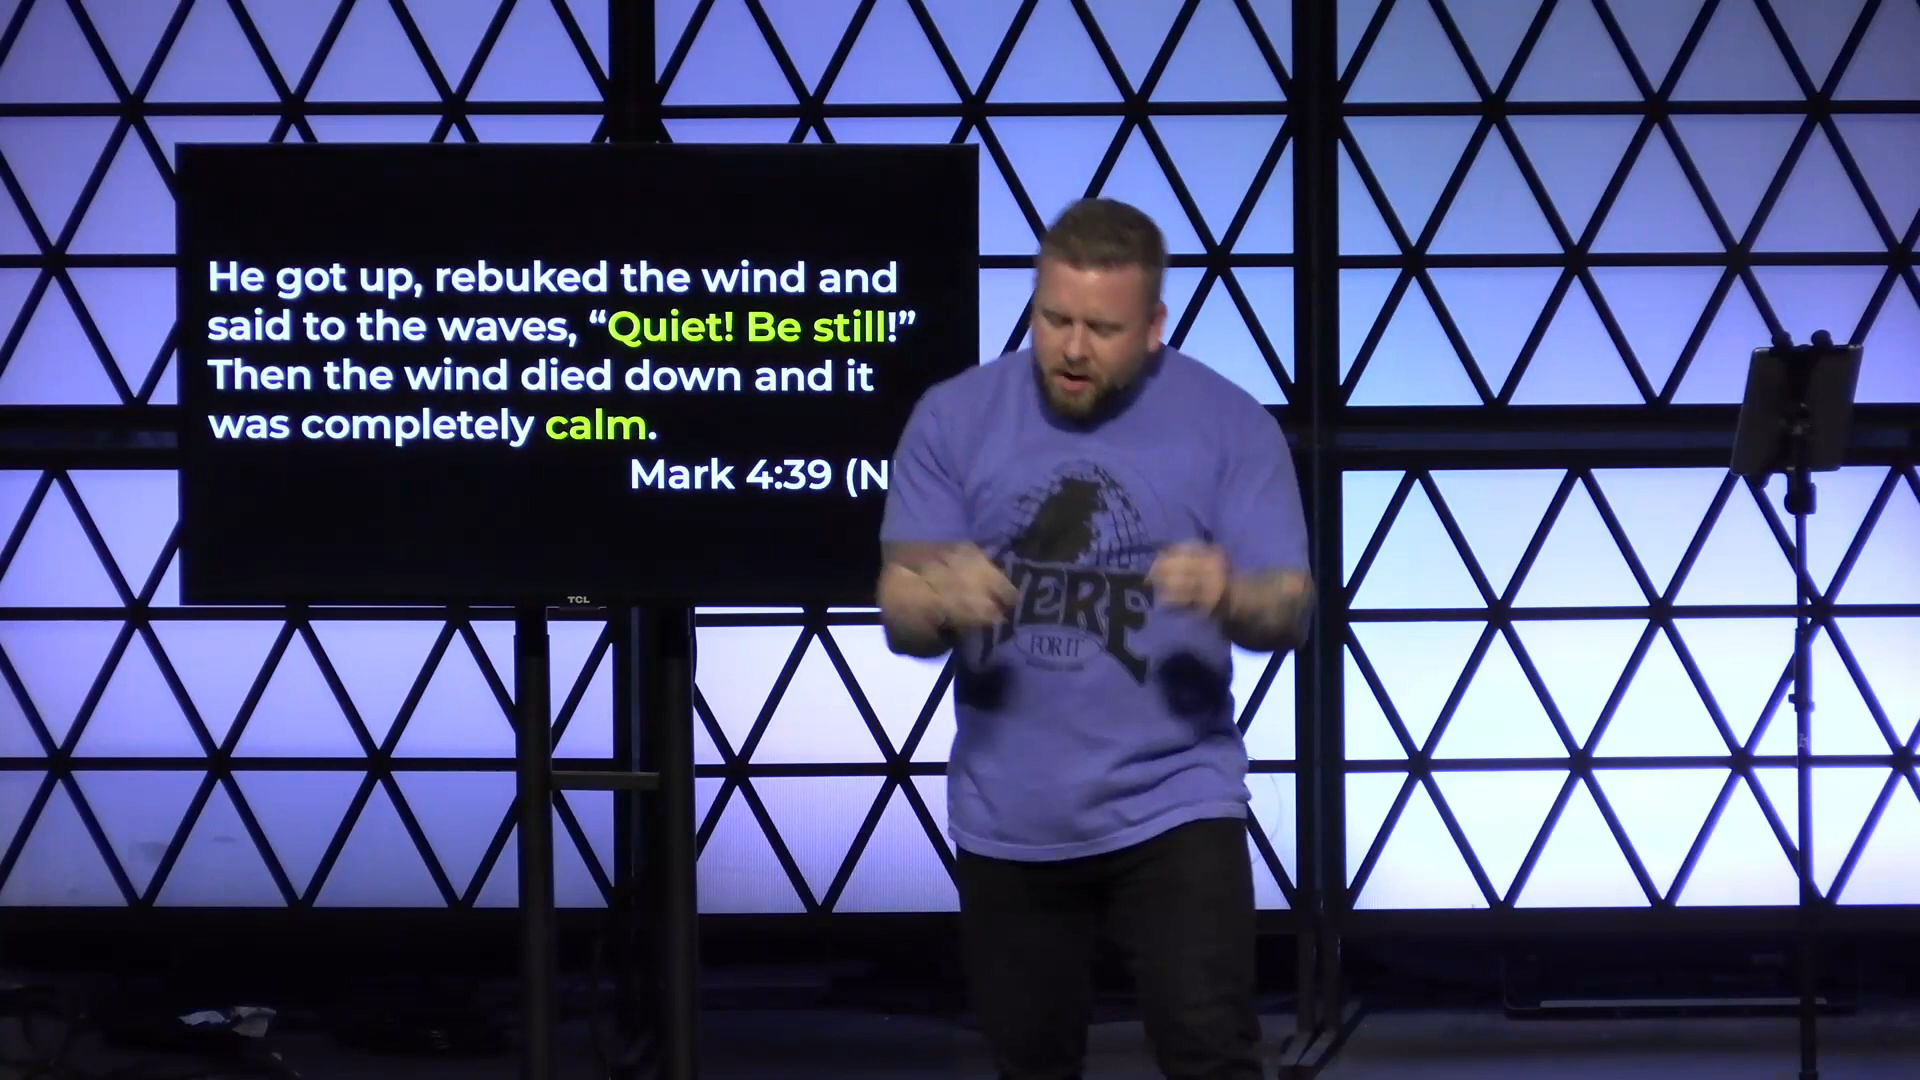 He got up, rebuked the wind and
said to the waves, “Quiet! Be still!”
Then the wind died down and it
was completely calm.
Mark 4:39 (N
TCL
HERE
FOR IT